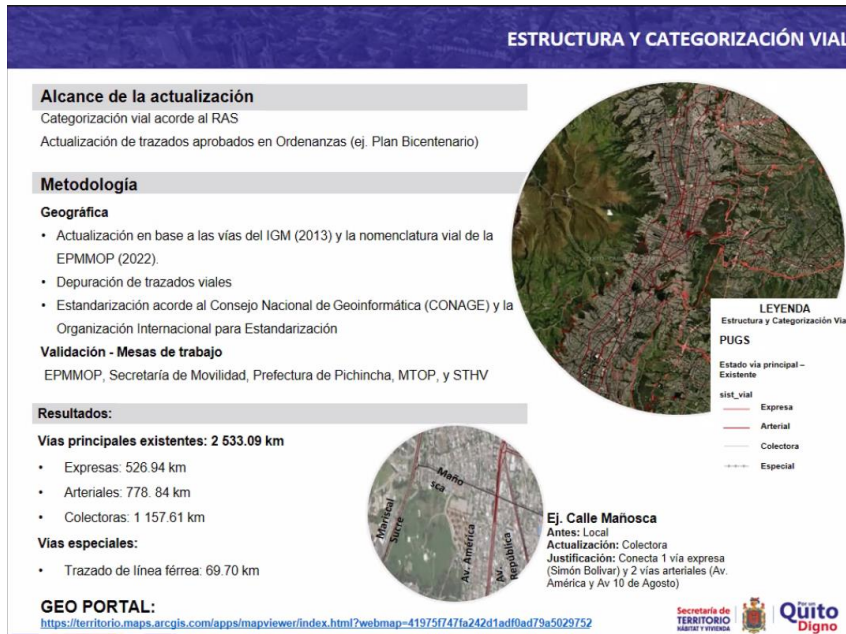 ESTRUCTURA Y CATEGORIZACIÓN VIAL
Alcance de la actualización
Categorización vial acorde al RAS
Actualización de trazados aprobados en Ordenanzas (ej. Plan Bicentenario)
Metodología
Geográfica
• Actualización en base a las vías del IGM (2013) y la nomenclatura vial de la
EPMMOP (2022).
• Depuración de trazados viales
• Estandarización acorde al Consejo Nacional de Geoinformática (CONAGE) y la
Organización Internacional para Estandarización
Validación - Mesas de trabajo
EPMMOP, Secretaría de Movilidad, Prefectura de Pichincha, MTOP, y STHV
LEYENDA
Estructura y Categorización Via
PUGS
Estado vía principal –
Existente
sist_vial
Expresa
Arterial
Colectora
Especial
Resultados:
Vías principales existentes: 2 533.09 km
• Expresas: 526.94 km
• Arteriales: 778. 84 km
• Colectoras: 1 157.61 km
Vías especiales:
• Trazado de línea férrea: 69.70 km
Maño
sca
Mariscal
Sucre
Av. América
Av.
República
Ej. Calle Mañosca
Antes: Local
Actualización: Colectora
Justificación: Conecta 1 vía expresa
(Simón Bolivar) y 2 vías arteriales (Av.
América y Av 10 de Agosto)
GEO PORTAL:
https://territorio.maps.arcgis.com/apps/mapviewer/index.html?webmap=41975f747fa242d1adf0ad79a5029752
Secretaría de
TERRITORIO
HÁBITAT Y VIVIENDA
Por un
Quito
Digno